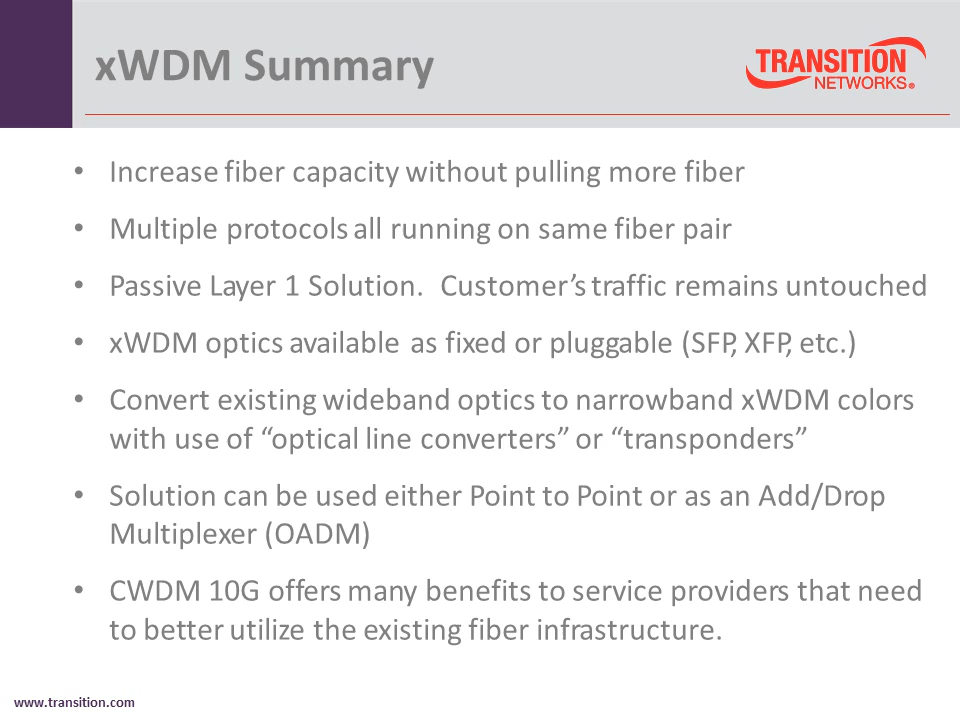 xWDM Summary
TRANSITION
NETWORKS®
• Increase fiber capacity without pulling more fiber
• Multiple protocols all running on same fiber pair
• Passive Layer 1 Solution.  Customer’s traffic remains untouched
• xWDM optics available as fixed or pluggable (SFP, XFP, etc.)
• Convert existing wideband optics to narrowband xWDM colors
with use of “optical line converters” or “transponders”
• Solution can be used either Point to Point or as an Add/Drop
Multiplexer (OADM)
• CWDM 10G offers many benefits to service providers that need
to better utilize the existing fiber infrastructure.
www.transition.com